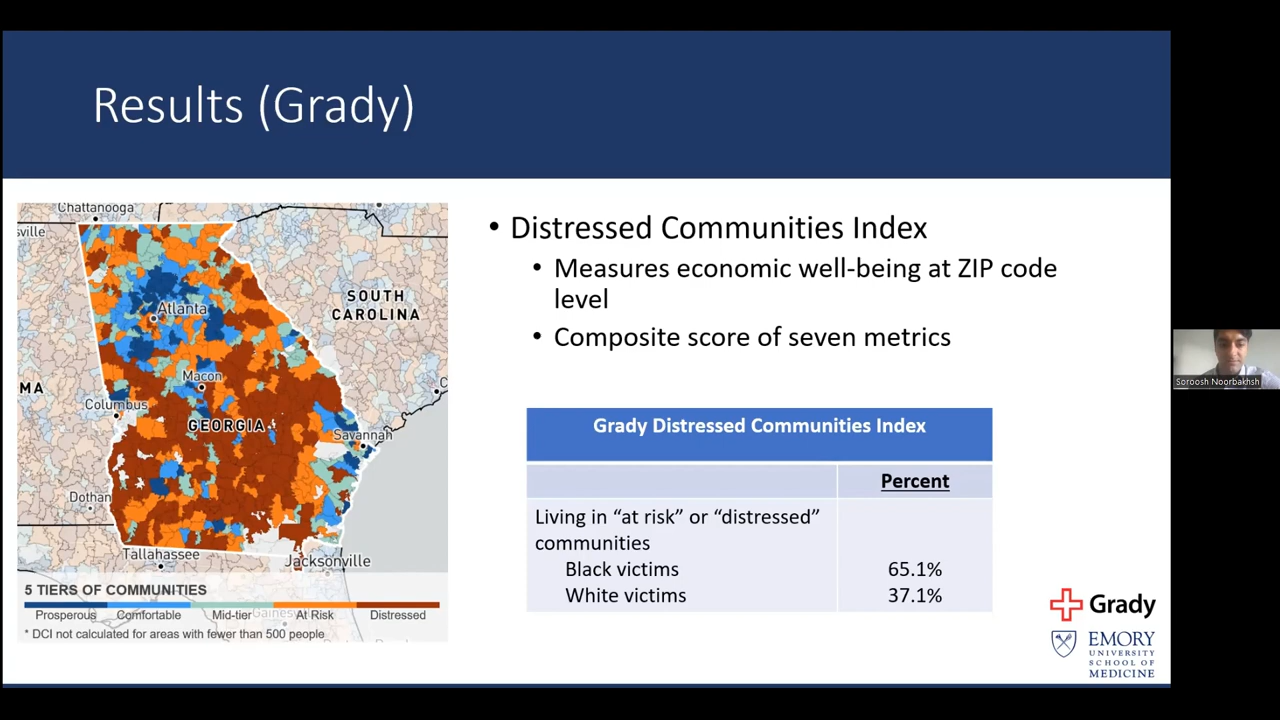 Results (Grady)
Chattanooga
ville
Atlanta
SOUTH
CAROLINA
MA
Macon
Columbus
GEORGIA
Savannah
C
Dothan
Tallahassee
Jacksonville
5 TIERS OF COMMUNITIES
Prosperous Comfortable Mid-tier At Risk Distressed
Gainesville
* DCI not calculated for areas with fewer than 500 people
• Distressed Communities Index
• Measures economic well-being at ZIP code
level
• Composite score of seven metrics
Grady Distressed Communities Index
Percent
Living in “at risk” or “distressed”
communities
Black victims 65.1%
White victims 37.1%
Grady
EMORY
UNIVERSITY
SCHOOL OF
MEDICINE
Soroosh Noorbakhsh